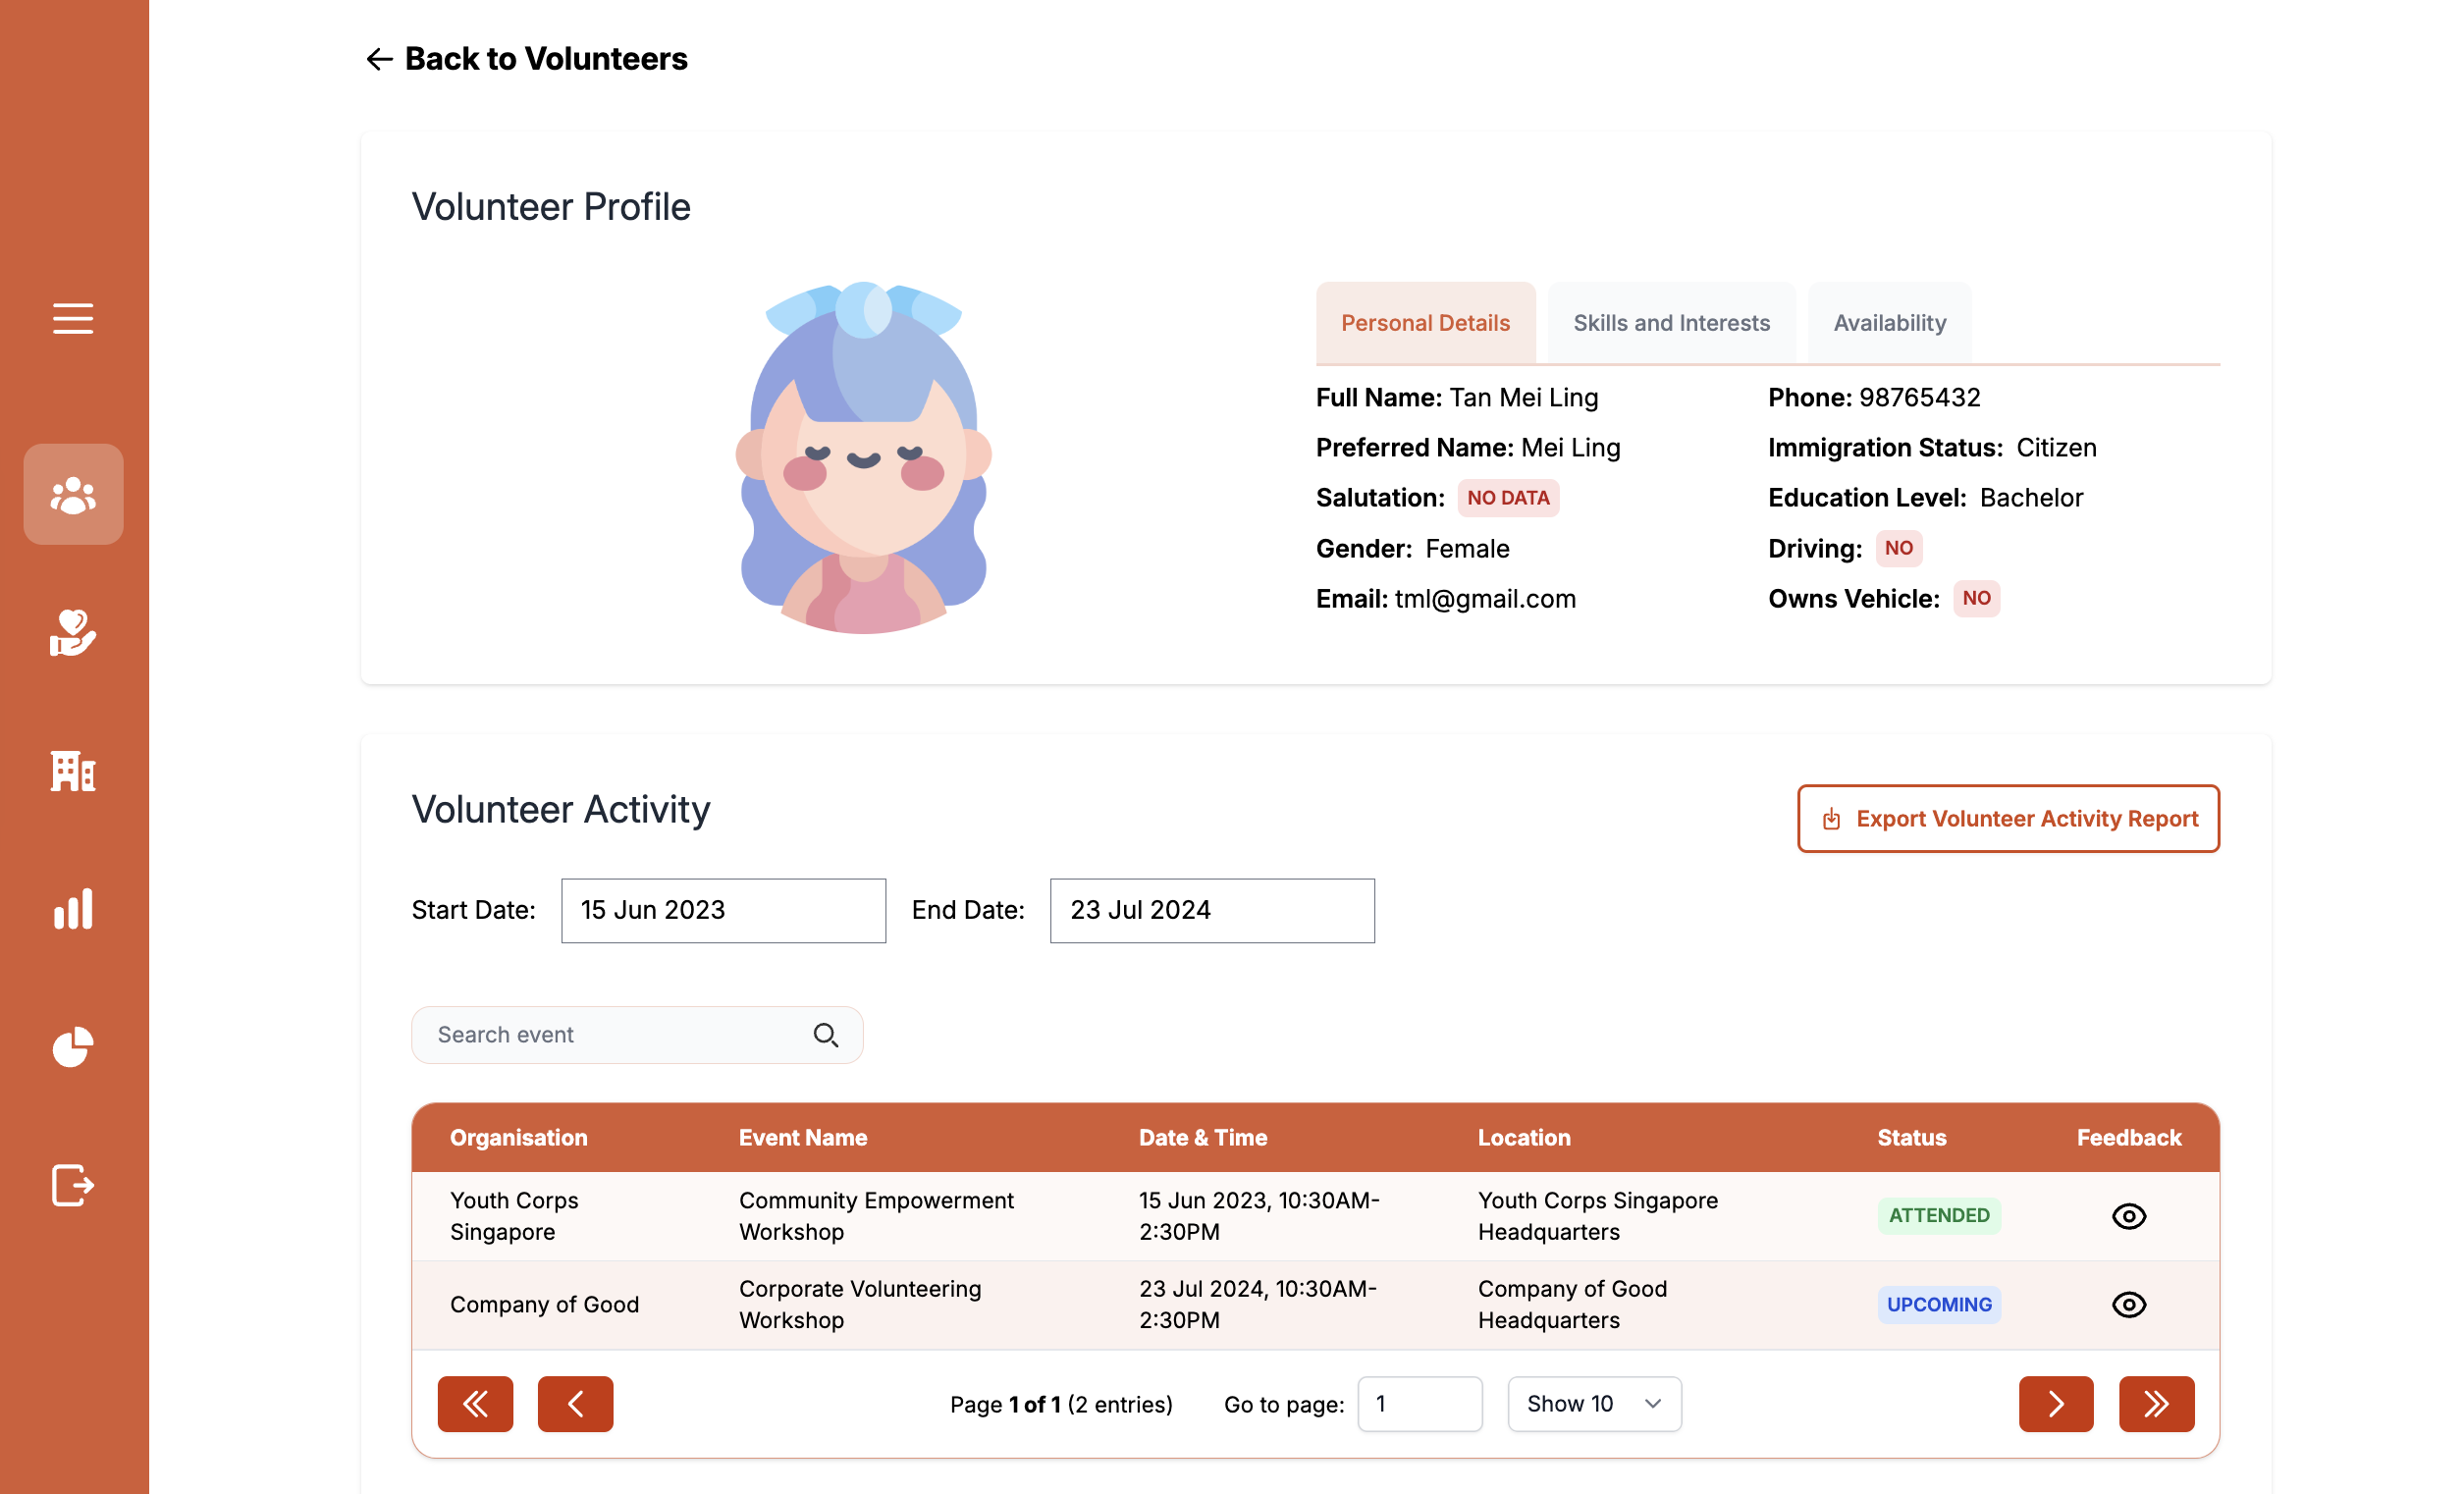 Back to Volunteers
Volunteer Profile
Personal Details
Skills and Interests
Availability
Full Name: Tan Mei Ling
Phone: 98765432
Preferred Name: Mei Ling
Immigration Status: Citizen
Salutation: NO DATA
Education Level: Bachelor
Gender: Female
Driving: NO
Email: tml@gmail.com
Owns Vehicle: NO
Volunteer Activity
Export Volunteer Activity Report
Start Date: 15 Jun 2023
End Date: 23 Jul 2024
Search event
Organisation
Event Name
Date & Time
Location
Status
Feedback
Youth Corps
Singapore
Community Empowerment
Workshop
15 Jun 2023, 10:30AM-
2:30PM
Youth Corps Singapore
Headquarters
ATTENDED
Company of Good
Corporate Volunteering
Workshop
23 Jul 2024, 10:30AM-
2:30PM
Company of Good
Headquarters
UPCOMING
Page 1 of 1 (2 entries)
Go to page: 1
Show 10